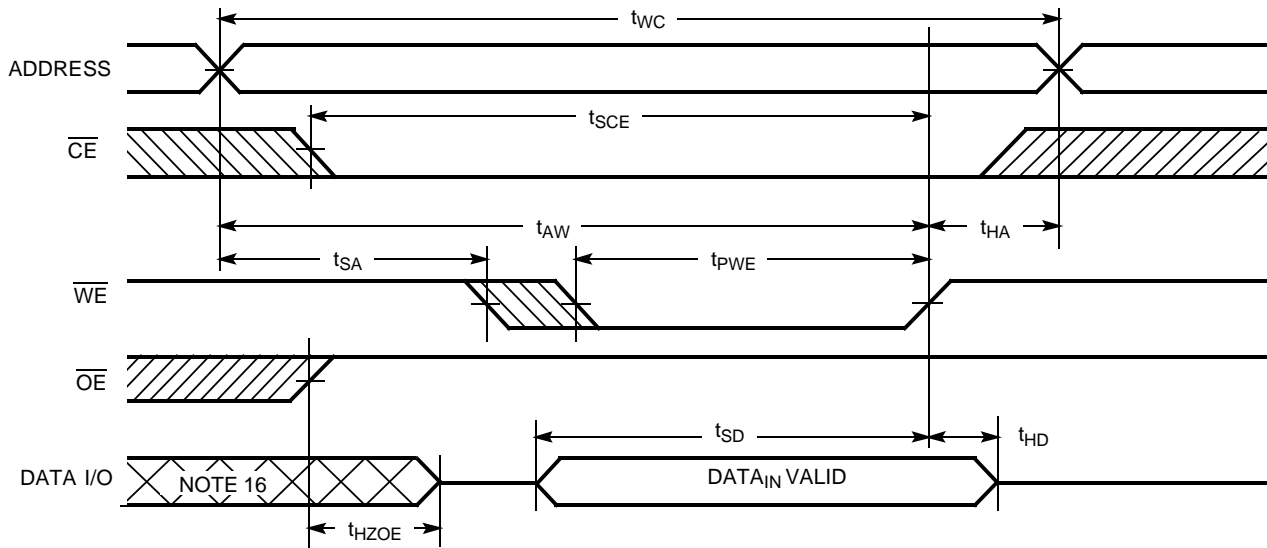 tWC
ADDRESS
tSCE
CE
tAW
tHA
tSA
tPWE
WE
OE
tSD
tHD
DATA I/O
NOTE 16
DATAIN VALID
tHZOE